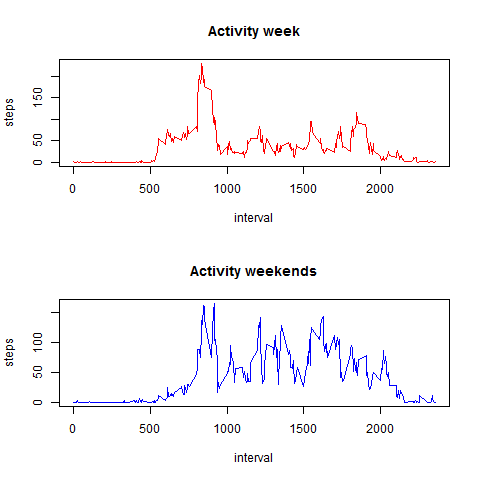 Activity week
steps
150
50
0
0 500 1000 1500 2000
interval
Activity weekends
steps
100
50
0
0 500 1000 1500 2000
interval